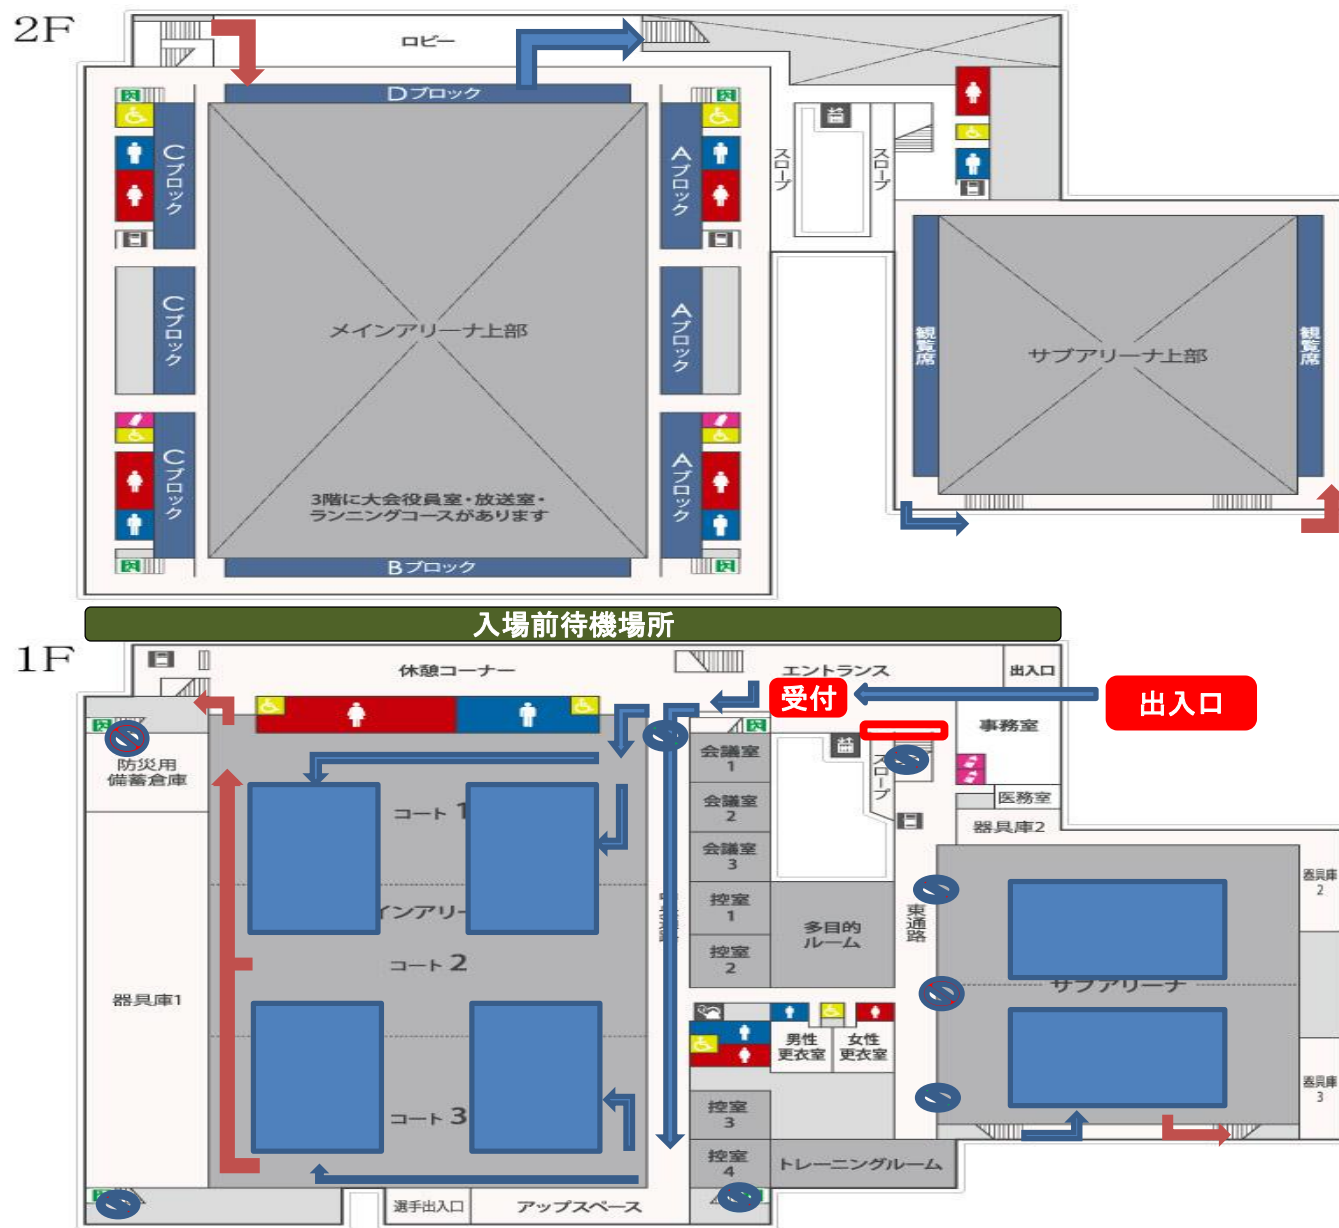 2F
ロビー
Dブロック
Cブロック
Aブロック
スロープ
スロープ
Cブロック
Aブロック
メインアリーナ上部
観覧席
サブアリーナ上部
観覧席
Cブロック
Aブロック
3階に大会役員室・放送室・
ランニングコースがあります
Bブロック
入場前待機場所
1F
休憩コーナー
エントランス
出入口
受付
出入口
事務室
防災用
備蓄倉庫
会議室
1
スロープ
医務室
会議室
2
コート 1
器具庫2
会議室
3
器具庫
2
控室
1
インアリー
多目的
ルーム
東通路
控室
2
コート 2
サブアリーナ
器具庫1
男性
更衣室
女性
更衣室
器具庫
3
控室
3
コート 3
控室
4
トレーニングルーム
選手出入口
アップスペース